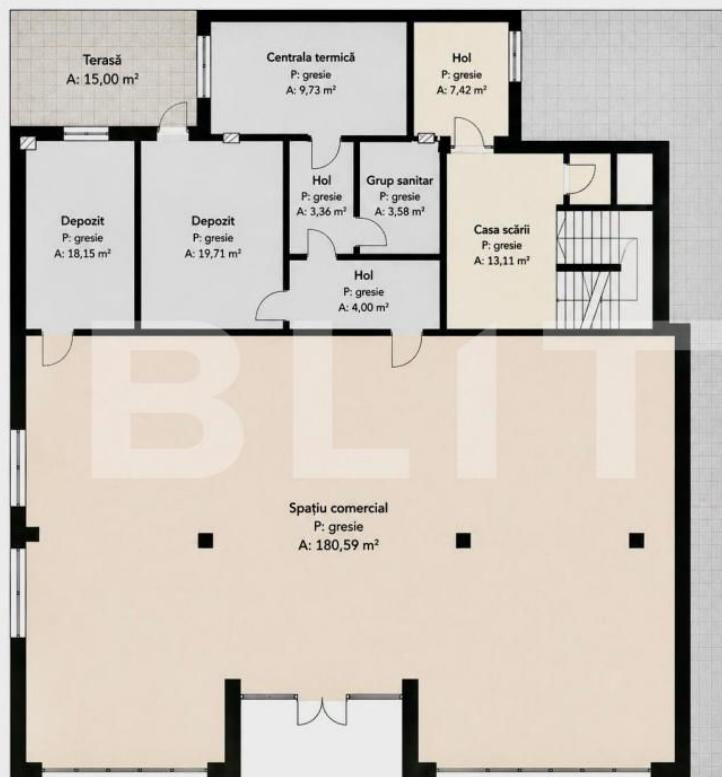 Terasă
A: 15,00 m²
Centrala termică
P: gresie
A: 9,73 m²
Hol
P: gresie
A: 7,42 m²
Depozit
P: gresie
A: 18,15 m²
Depozit
P: gresie
A: 19,71 m²
Hol
P: gresie
A: 3,36 m²
Grup sanitar
P: gresie
A: 3,58 m²
Casa scării
P: gresie
A: 13,11 m²
Hol
P: gresie
A: 4,00 m²
BLIT
Spațiu comercial
P: gresie
A: 180,59 m²